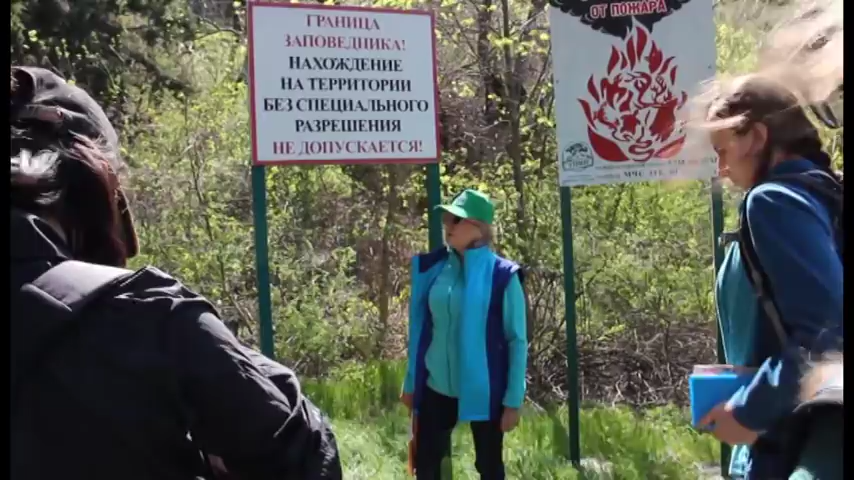 ГРАНИЦА
ЗАПОВЕДНИКА!
НАХОЖДЕНИЕ
НА ТЕРРИТОРИИ
БЕЗ СПЕЦИАЛЬНОГО
РАЗРЕШЕНИЯ
НЕ ДОПУСКАЕТСЯ!
ОТ ПОЖАРА